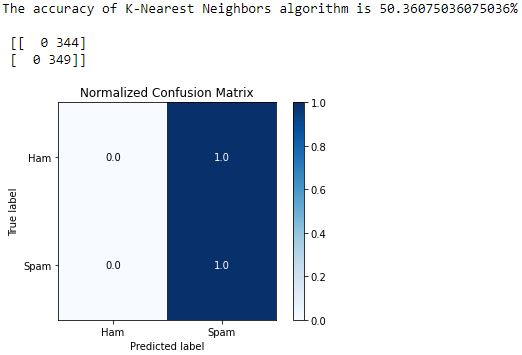 The accuracy of K-Nearest Neighbors algorithm is 50.36075036075036%
[[  0 344]
[  0 349]]
Normalized Confusion Matrix
1.0
Ham
0.0
1.0
0.8
0.6
True label
0.4
Spam
0.0
1.0
0.2
0.0
Ham
Spam
Predicted label